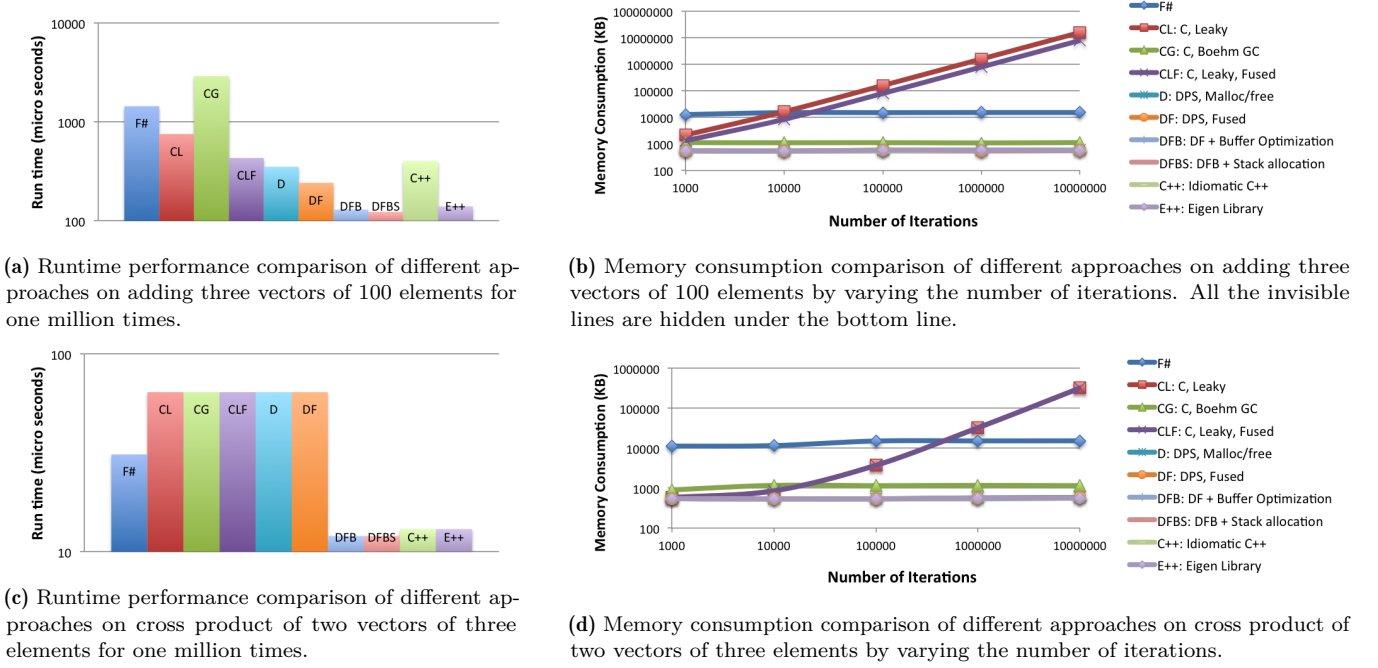 10000
1000
100
Run time (micro seconds)
F#
CL
CG
CLF
D
DF
DFB
DFBS
C++
E++
(a) Runtime performance comparison of different ap-
proaches on adding three vectors of 100 elements for
one million times.
100000000
10000000
1000000
100000
10000
1000
100
Memory Consumption (KB)
1000
10000
100000
1000000
10000000
Number of Iterations
F#
CL: C, Leaky
CG: C, Boehm GC
CLF: C, Leaky, Fused
D: DPS, Malloc/free
DF: DPS, Fused
DFB: DF + Buffer Optimization
DFBS: DFB + Stack allocation
C++: Idiomatic C++
E++: Eigen Library
(b) Memory consumption comparison of different approaches on adding three
vectors of 100 elements by varying the number of iterations. All the invisible
lines are hidden under the bottom line.
100
10
Run time (micro seconds)
F#
CL
CG
CLF
D
DF
DFB
DFBS
C++
E++
(c) Runtime performance comparison of different ap-
proaches on cross product of two vectors of three
elements for one million times.
1000000
100000
10000
1000
100
Memory Consumption (KB)
1000
10000
100000
1000000
10000000
Number of Iterations
F#
CL: C, Leaky
CG: C, Boehm GC
CLF: C, Leaky, Fused
D: DPS, Malloc/free
DF: DPS, Fused
DFB: DF + Buffer Optimization
DFBS: DFB + Stack allocation
C++: Idiomatic C++
E++: Eigen Library
(d) Memory consumption comparison of different approaches on cross product of
two vectors of three elements by varying the number of iterations.